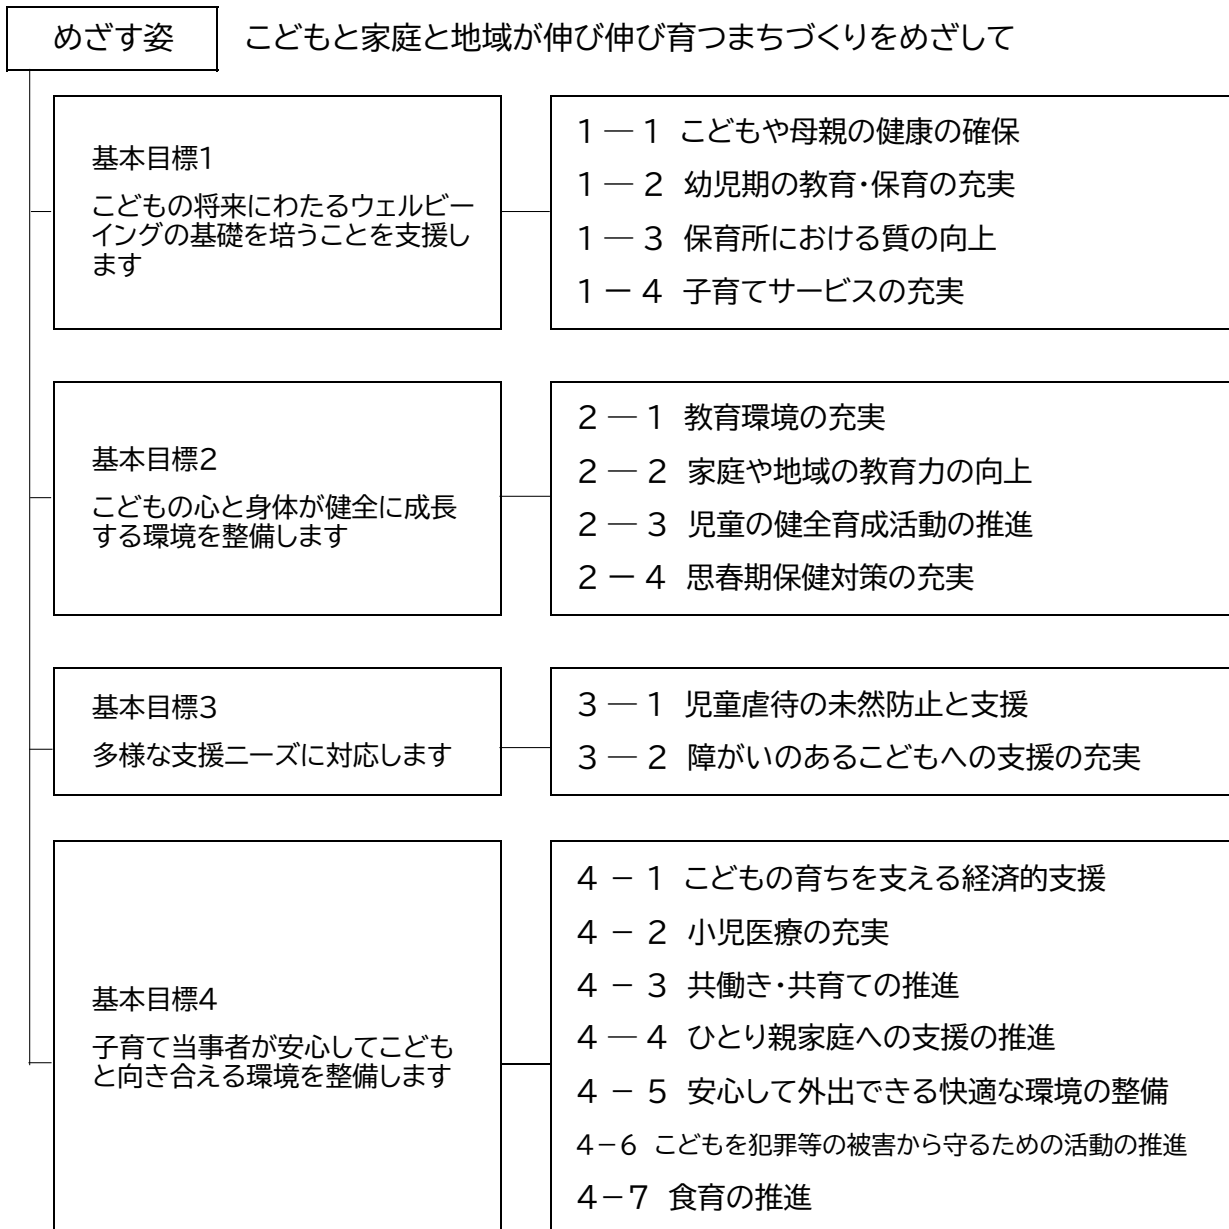 めざす姿
こどもと家庭と地域が伸び伸び育つまちづくりをめざして
基本目標1
こどもの将来にわたるウェルビー
イングの基礎を培うことを支援し
ます
1 ― 1 こどもや母親の健康の確保
1 ― 2 幼児期の教育・保育の充実
1 ― 3 保育所における質の向上
1 － 4 子育てサービスの充実
基本目標2
こどもの心と身体が健全に成長
する環境を整備します
2 ― 1 教育環境の充実
2 ― 2 家庭や地域の教育力の向上
2 ― 3 児童の健全育成活動の推進
2 － 4 思春期保健対策の充実
基本目標3
多様な支援ニーズに対応します
3 ― 1 児童虐待の未然防止と支援
3 ― 2 障がいのあるこどもへの支援の充実
基本目標4
子育て当事者が安心してこども
と向き合える環境を整備します
4 － 1 こどもの育ちを支える経済的支援
4 － 2 小児医療の充実
4 － 3 共働き・共育ての推進
4 ― 4 ひとり親家庭への支援の推進
4 － 5 安心して外出できる快適な環境の整備
4－6 こどもを犯罪等の被害から守るための活動の推進
4－7 食育の推進